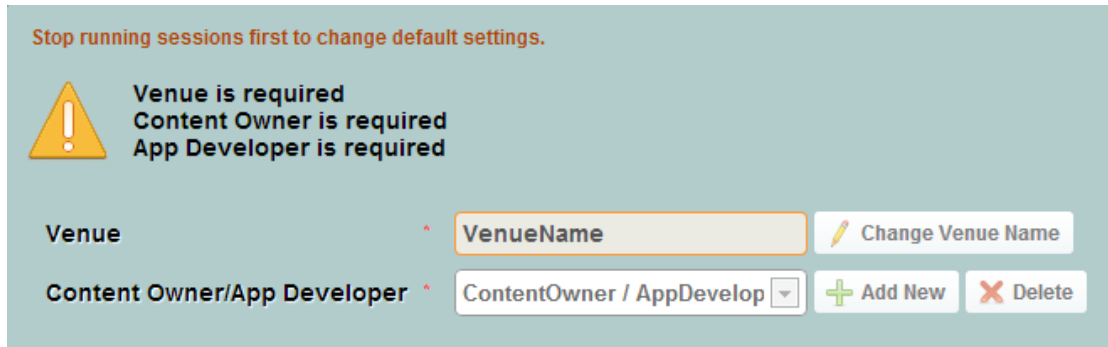 Stop running sessions first to change default settings.
Venue is required
Content Owner is required
App Developer is required
Venue * VenueName Change Venue Name
Content Owner/App Developer * ContentOwner / AppDevelop Add New Delete